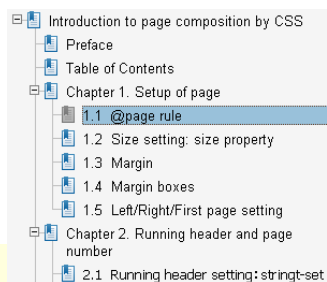 Introduction to page composition by CSS
Preface
Table of Contents
Chapter 1. Setup of page
1.1 @page rule
1.2 Size setting: size property
1.3 Margin
1.4 Margin boxes
1.5 Left/Right/First page setting
Chapter 2. Running header and page
number
2.1 Running header setting: stringt-set